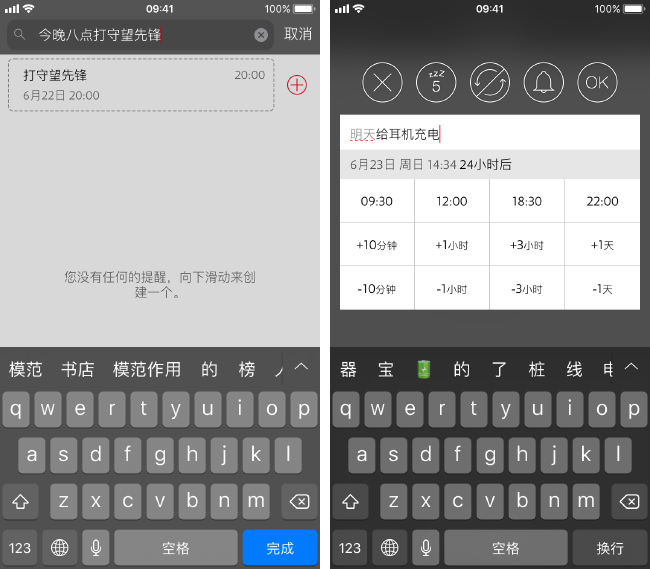 09:41
100%
今晚八点打守望先锋
取消
打守望先锋
20:00
6月22日 20:00
您没有任何的提醒，向下滑动来创
建一个。
模范 书店 模范作用 的 榜
q w e r t y u i o p
a s d f g h j k l
z x c v b n m
123 空格 完成
09:41
100%
zzz
5
OK
明天给耳机充电
6月23日 周日 14:34 24小时后
09:30 12:00 18:30 22:00
+10分钟 +1小时 +3小时 +1天
-10分钟 -1小时 -3小时 -1天
器 宝 的 了 桩 线
q w e r t y u i o p
a s d f g h j k l
z x c v b n m
123 空格 换行